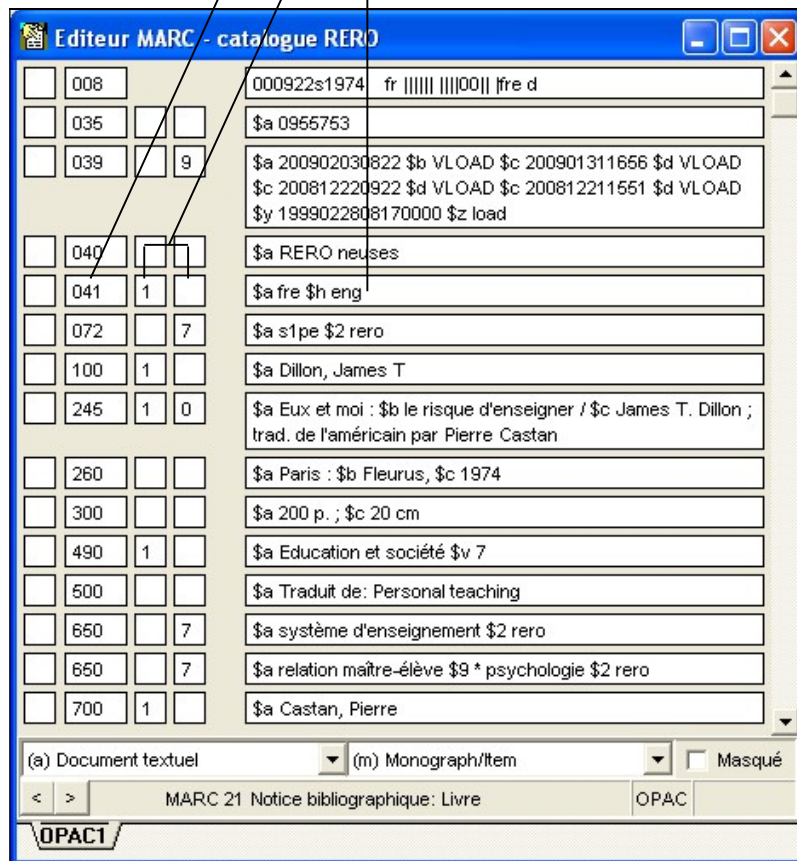 Editeur MARC - catalogue RERO
008 000922s1974 fr |||||| ||||00|| |fre d
035 $a 0955753
039 9 $a 200902030822 $b VLOAD $c 200901311656 $d VLOAD
$c 200812220922 $d VLOAD $c 200812211551 $d VLOAD
$y 1999022808170000 $z load
040 $a RERO neuses
041 1 $a fre $h eng
072 7 $a s1pe $2 rero
100 1 $a Dillon, James T
245 1 0 $a Eux et moi : $b le risque d'enseigner / $c James T. Dillon ;
trad. de l'américain par Pierre Castan
260 $a Paris : $b Fleurus, $c 1974
300 $a 200 p. ; $c 20 cm
490 1 $a Education et société $v 7
500 $a Traduit de: Personal teaching
650 7 $a système d'enseignement $2 rero
650 7 $a relation maître-élève $9 * psychologie $2 rero
700 1 $a Castan, Pierre
(a) Document textuel (m) Monograph/Item Masqué
< > MARC 21 Notice bibliographique: Livre OPAC
OPAC1